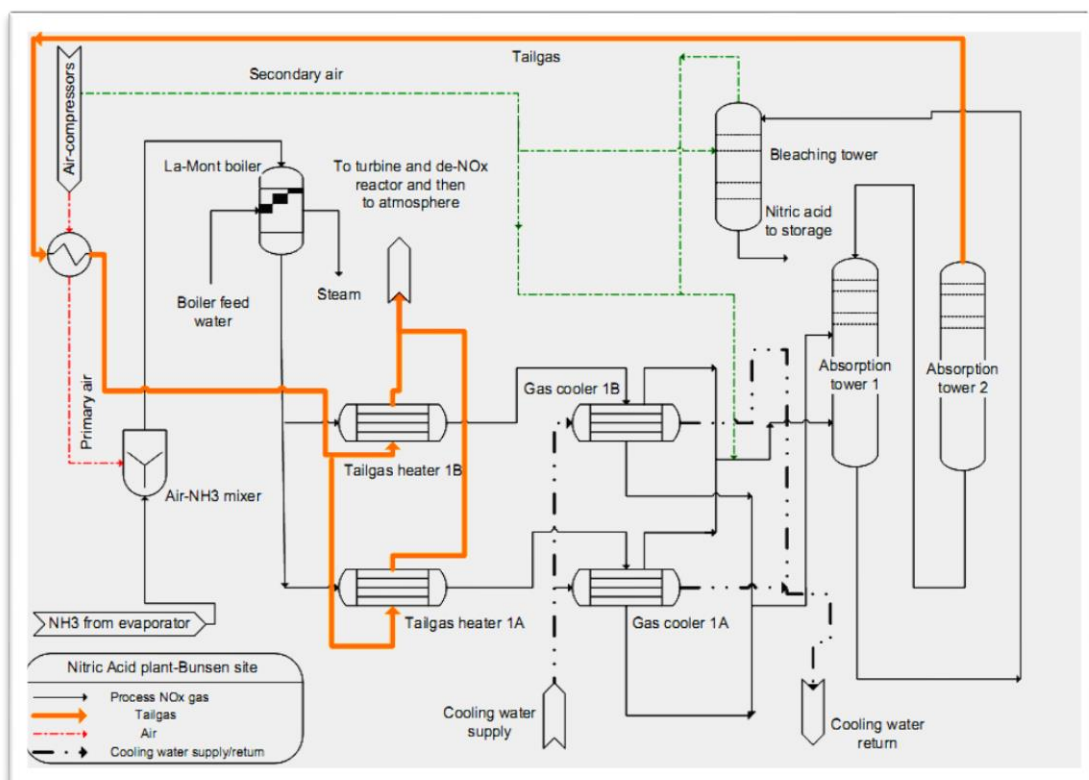 Tailgas
Secondary air
Air-compressors
La-Mont boiler
To turbine and de-NOx
reactor and then
to atmosphere
Bleaching tower
Nitric acid
to storage
Steam
Boiler feed
water
Primary air
Gas cooler 1B
Absorption
tower 1
Absorption
tower 2
Tailgas heater 1B
Air-NH3 mixer
NH3 from evaporator
Tailgas heater 1A
Gas cooler 1A
Nitric Acid plant-Bunsen site
Process NOx gas
Tailgas
Air
Cooling water supply/return
Cooling water
supply
Cooling water
return